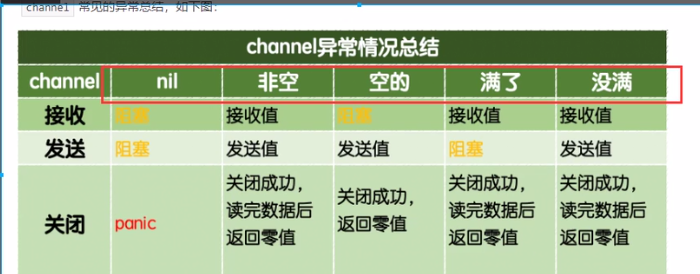 channel 常见的异常总结，如下图：
channel异常情况总结
channel nil 非空 空的 满了 没满
接收 阻塞 接收值 阻塞 接收值 接收值
发送 阻塞 发送值 发送值 阻塞 发送值
关闭 panic 关闭成功，读完数据后返回零值 关闭成功，返回零值 关闭成功，读完数据后返回零值 关闭成功，读完数据后返回零值